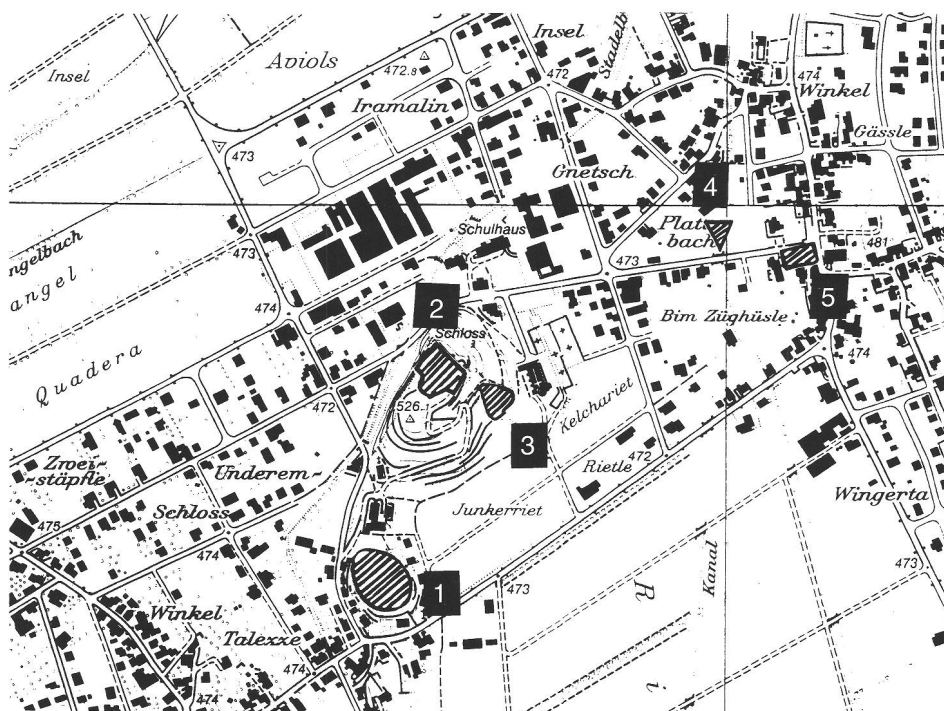 Insel
Aviols
472.8
Iramalin
Insel
472
474
Winkel
Gässle
473
Gnetsch
4
Platt
bach
481
Schulhaus
473
473
ngelbach
angel
474
2
Schloss
5
Bim Züghüsle
474
Quadera
472
526.1
3
Kelchariet
Rietle
472
Zwei-
stäpfle
Underem-
Schloss
475
474
Junkerriet
Wingerta
473
Kanal
R
i
1
473
Winkel
Talexxe
474
474